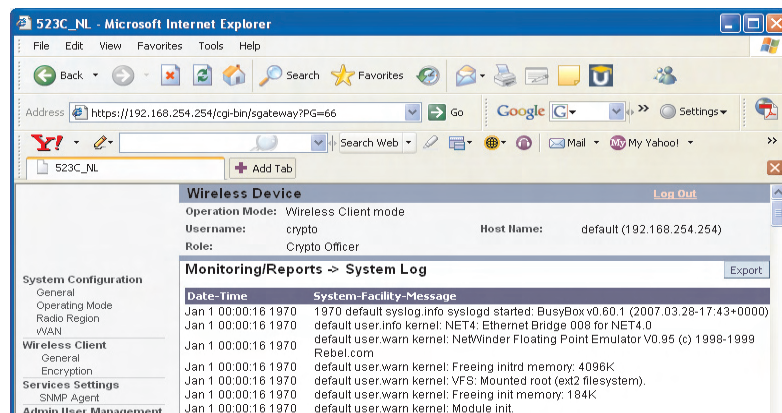 523C_NL - Microsoft Internet Explorer
File Edit View Favorites Tools Help
Back Search Favorites
Address https://192.168.254.254/cgi-bin/sgateway?PG=66 Go Google G Settings
Y! Search Web Mail My Yahoo!
523C_NL Add Tab
Wireless Device Log Out
Operation Mode: Wireless Client mode
Username: crypto Host Name: default (192.168.254.254)
Role: Crypto Officer
Monitoring/Reports -> System Log Export
System Configuration
General
Operating Mode
Radio Region
WAN
Wireless Client
General
Encryption
Services Settings
SNMP Agent
Admin User Management
Date-Time System-Facility-Message
Jan 1 00:00:16 1970 1970 default syslog.info syslogd started: BusyBox v0.60.1 (2007.03.28-17:43+0000)
Jan 1 00:00:16 1970 default user.info kernel: NET4: Ethernet Bridge 008 for NET4.0
Jan 1 00:00:16 1970 default user.warn kernel: NetWinder Floating Point Emulator V0.95 (c) 1998-1999
Rebel.com
Jan 1 00:00:16 1970 default user.warn kernel: Freeing initrd memory: 4096K
Jan 1 00:00:16 1970 default user.warn kernel: VFS: Mounted root (ext2 filesystem).
Jan 1 00:00:16 1970 default user.warn kernel: Freeing init memory: 184K
Jan 1 00:00:16 1970 default user.warn kernel: Module init.